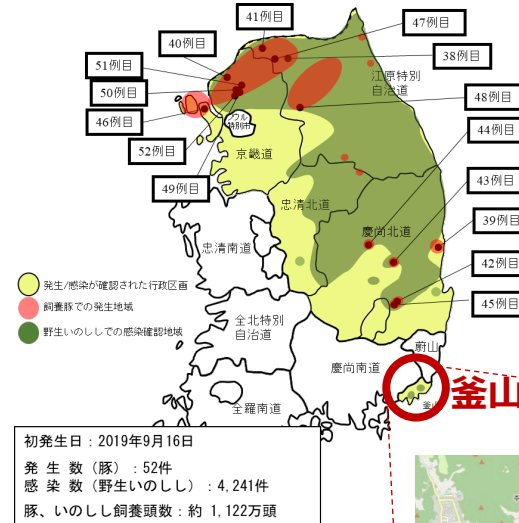 41例目
47例目
40例目
38例目
51例目
江原特別
自治道
50例目
46例目
ソウル
特別市
48例目
44例目
52例目
京畿道
49例目
43例目
忠清北道
慶尚北道
39例目
忠清南道
42例目
発生/感染が確認された行政区画
飼養豚での発生地域
野生いのししでの感染確認地域
45例目
全北特別
自治道
蔚山
慶尚南道
釜山
全羅南道
初発生日：2019年9月16日
発 生 数（豚）：52件
感 染 数（野生いのしし）：4,241件
豚、いのしし飼養頭数：約 1,122万頭